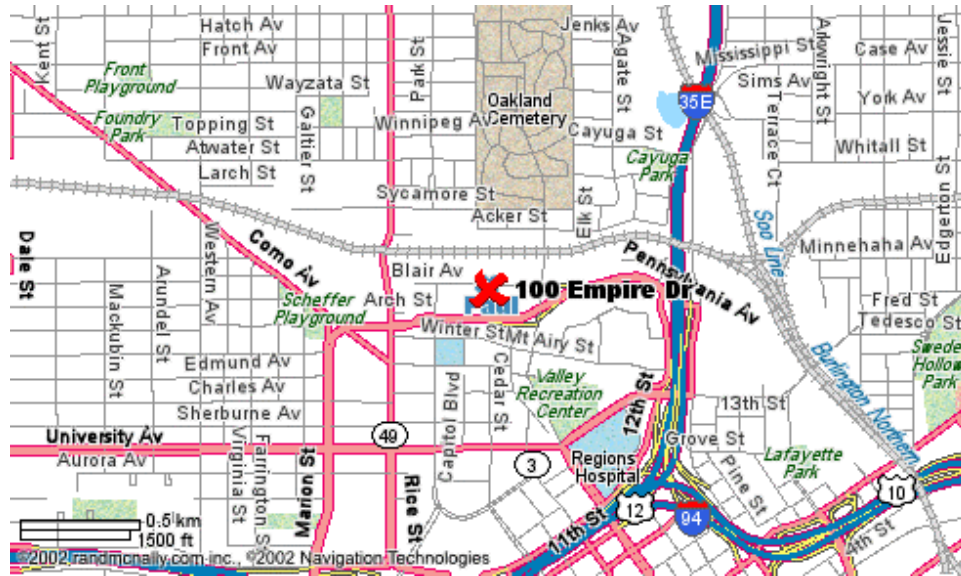 Hatch Av
Front Av
Jenks Av
Mississippi St
Case Av
Kent St
Front
Playground
Wayzata St
Park St
Agate St
Sims Av
Arkwright St
Jessie St
York Av
Foundry
Park
Topping St
Galtier St
Winnipeg Av
Oakland
Cemetery
35E
Terrace Ct
Atwater St
Cayuga St
Whitall St
Larch St
Cayuga
Park
Sycamore St
Acker St
Elk St
Soo Line
Edgequon St
Dale St
Western Av
Como Av
Minnehaha Av
Pennsylvania Av
Blair Av
Mackubin St
Arundel St
Scheffer
Playground
Arch St
Paul
100 Empire Dr
Fred St
Tedesco St
Winter St
Mt Airy St
Edmund Av
Charles Av
Sherburne Av
Capitol Blvd
Cedar St
Valley
Recreation
Center
12th St
13th St
Burlington Northern
Swede
Hollow
Park
University Av
49
Grove St
Aurora Av
Virginia St
Farrington St
Marion St
Rice St
3
Regions
Hospital
Pine St
Lafayette
Park
10
12
94
11th St
4th St
0.5 km
1500 ft
©2002 randmcnally.com inc., ©2002 Navigation Technologies